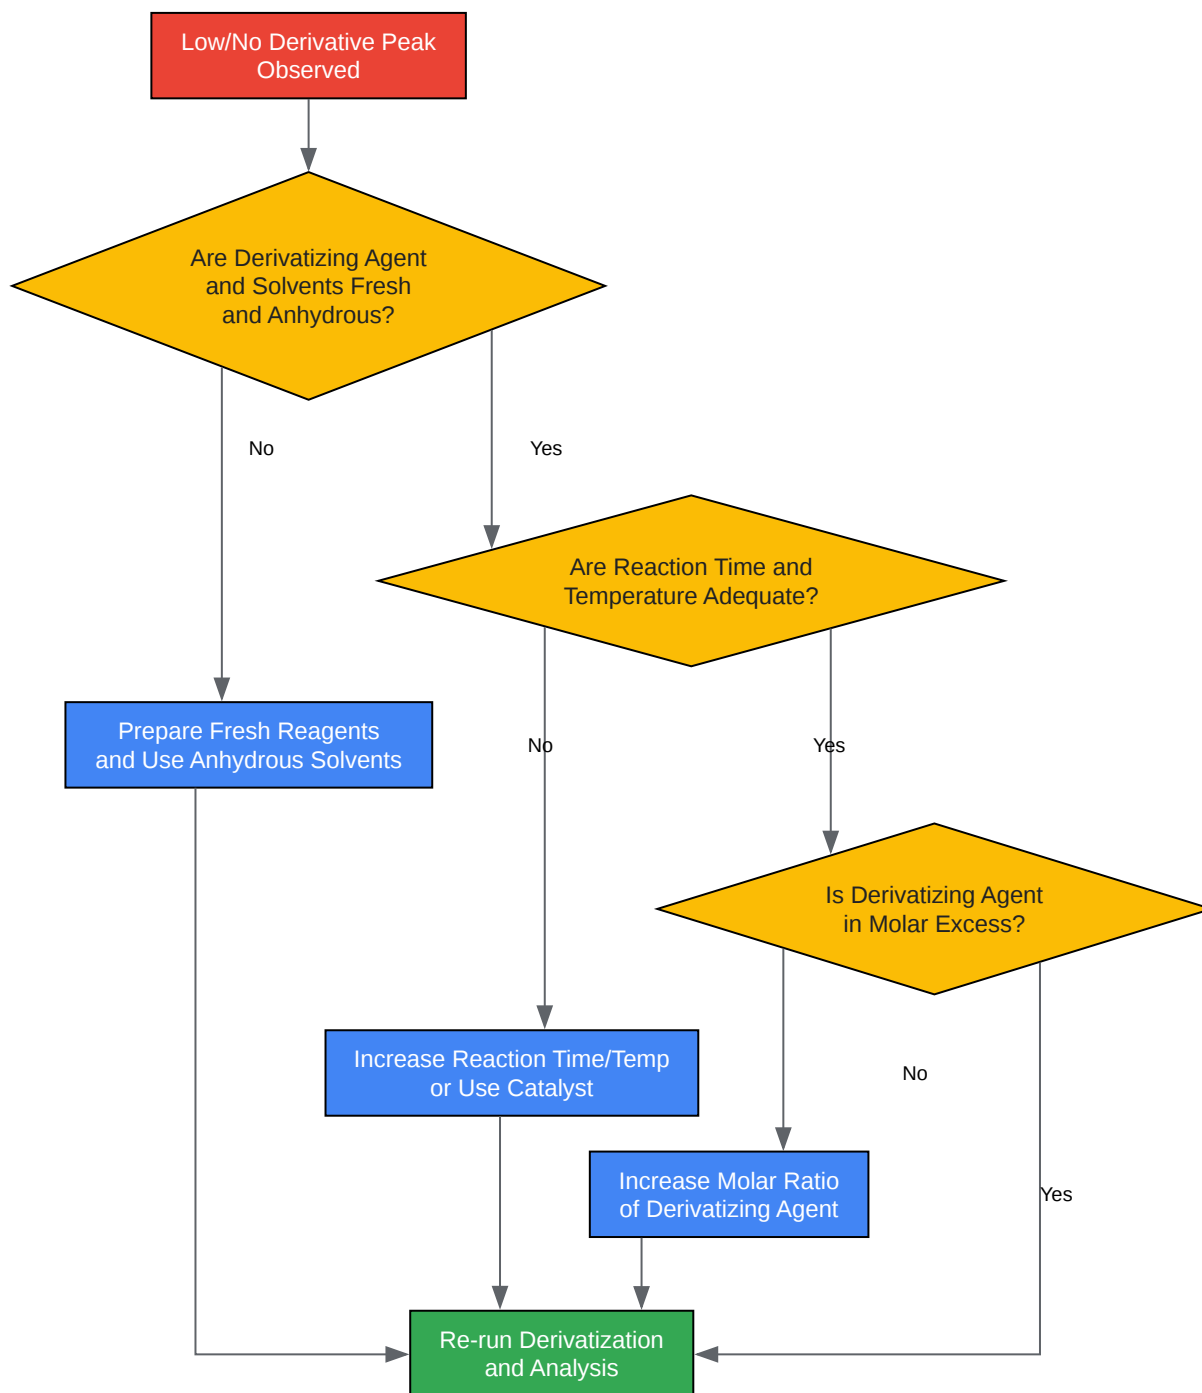 Low/No Derivative Peak
Observed
Are Derivatizing Agent
and Solvents Fresh
and Anhydrous?
No
Yes
Are Reaction Time and
Temperature Adequate?
Prepare Fresh Reagents
and Use Anhydrous Solvents
No
Yes
Is Derivatizing Agent
in Molar Excess?
Increase Reaction Time/Temp
or Use Catalyst
No
Increase Molar Ratio
of Derivatizing Agent
Yes
Re-run Derivatization
and Analysis